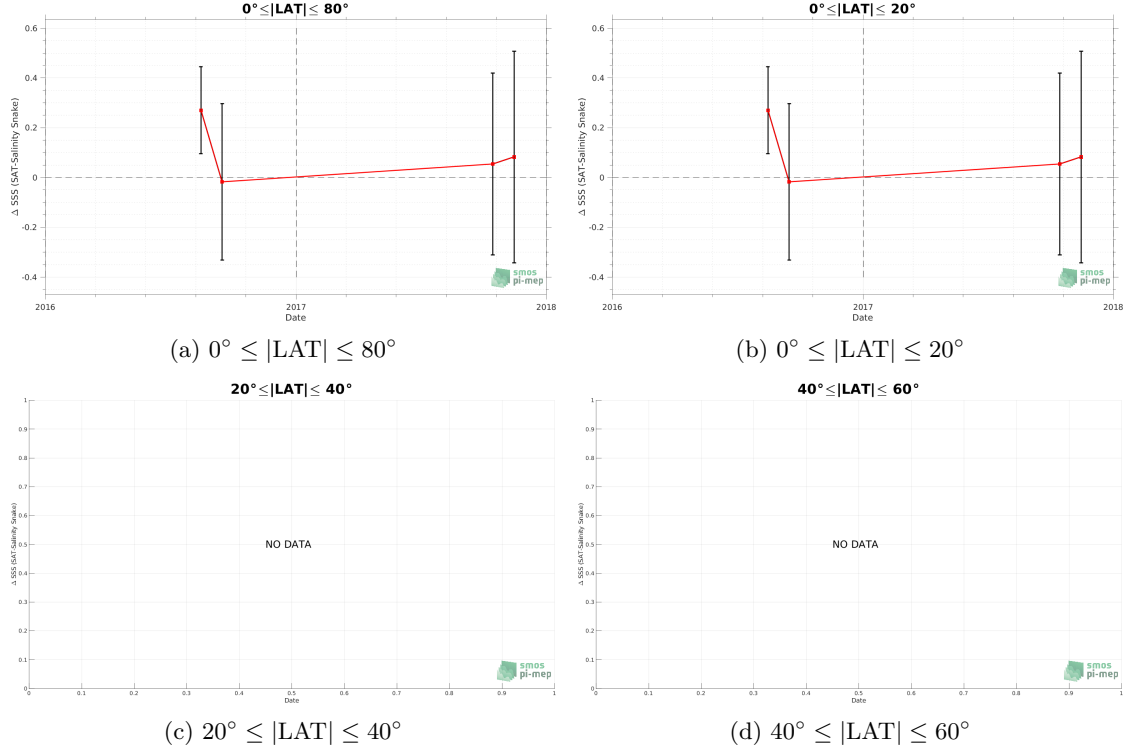 0°≤|LAT|≤ 80°
0.6
0.4
0.2
0
-0.2
-0.4
Δ SSS (SAT-Salinity Snake)
2016
2017
2018
Date
smos
pi-mep
(a) 0° ≤ |LAT| ≤ 80°
0°≤|LAT|≤ 20°
0.6
0.4
0.2
0
-0.2
-0.4
Δ SSS (SAT-Salinity Snake)
2016
2017
2018
Date
smos
pi-mep
(b) 0° ≤ |LAT| ≤ 20°
20°≤|LAT|≤ 40°
1
0.9
0.8
0.7
0.6
0.5
0.4
0.3
0.2
0.1
0
Δ SSS (SAT-Salinity Snake)
NO DATA
0
0.1
0.2
0.3
0.4
0.5
0.6
0.7
0.8
0.9
1
Date
smos
pi-mep
(c) 20° ≤ |LAT| ≤ 40°
40°≤|LAT|≤ 60°
1
0.9
0.8
0.7
0.6
0.5
0.4
0.3
0.2
0.1
0
Δ SSS (SAT-Salinity Snake)
NO DATA
0
0.1
0.2
0.3
0.4
0.5
0.6
0.7
0.8
0.9
1
Date
smos
pi-mep
(d) 40° ≤ |LAT| ≤ 60°